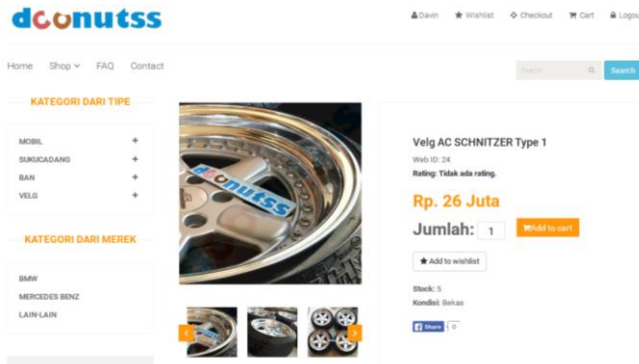 dconutss
Davin Wishlist Checkout Cart Logou
Home Shop FAQ Contact
Search Search
KATEGORI DARI TIPE
MOBIL +
SUKUCADANG +
BAN +
VELG +
KATEGORI DARI MEREK
BMW
MERCEDES BENZ
LAIN-LAIN
dconutss
Velg AC SCHNITZER Type 1
Web ID: 24
Rating: Tidak ada rating.
Rp. 26 Juta
Jumlah: 1 Add to cart
Add to wishlist
Stock: 5
Kondisi: Bekas
Share 0